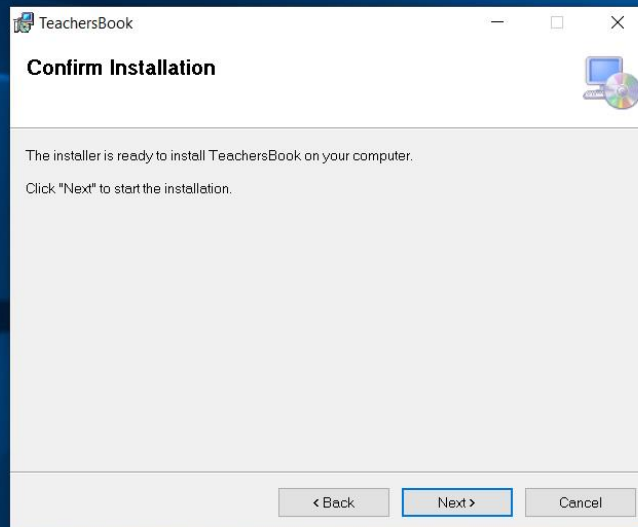 TeachersBook
Confirm Installation
The installer is ready to install TeachersBook on your computer.
Click "Next" to start the installation.
< Back
Next >
Cancel